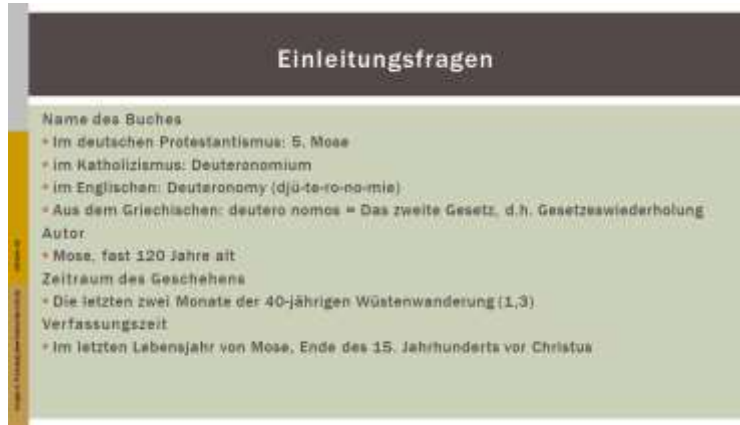 Einleitungsfragen
Name des Buches
• Im deutschen Protestantismus: 5. Mose
• im Katholizismus: Deuteronomium
• im Englischen: Deuteronomy (djü-te-ro-no-mie)
• Aus dem Griechischen: deutero nomos = Das zweite Gesetz, d.h. Gesetzeswiederholung
Autor
• Mose, fast 120 Jahre alt
Zeitraum des Geschehens
• Die letzten zwei Monate der 40-jährigen Wüstenwanderung (1,3)
Verfassungszeit
• Im letzten Lebensjahr von Mose, Ende des 15. Jahrhunderts vor Christus